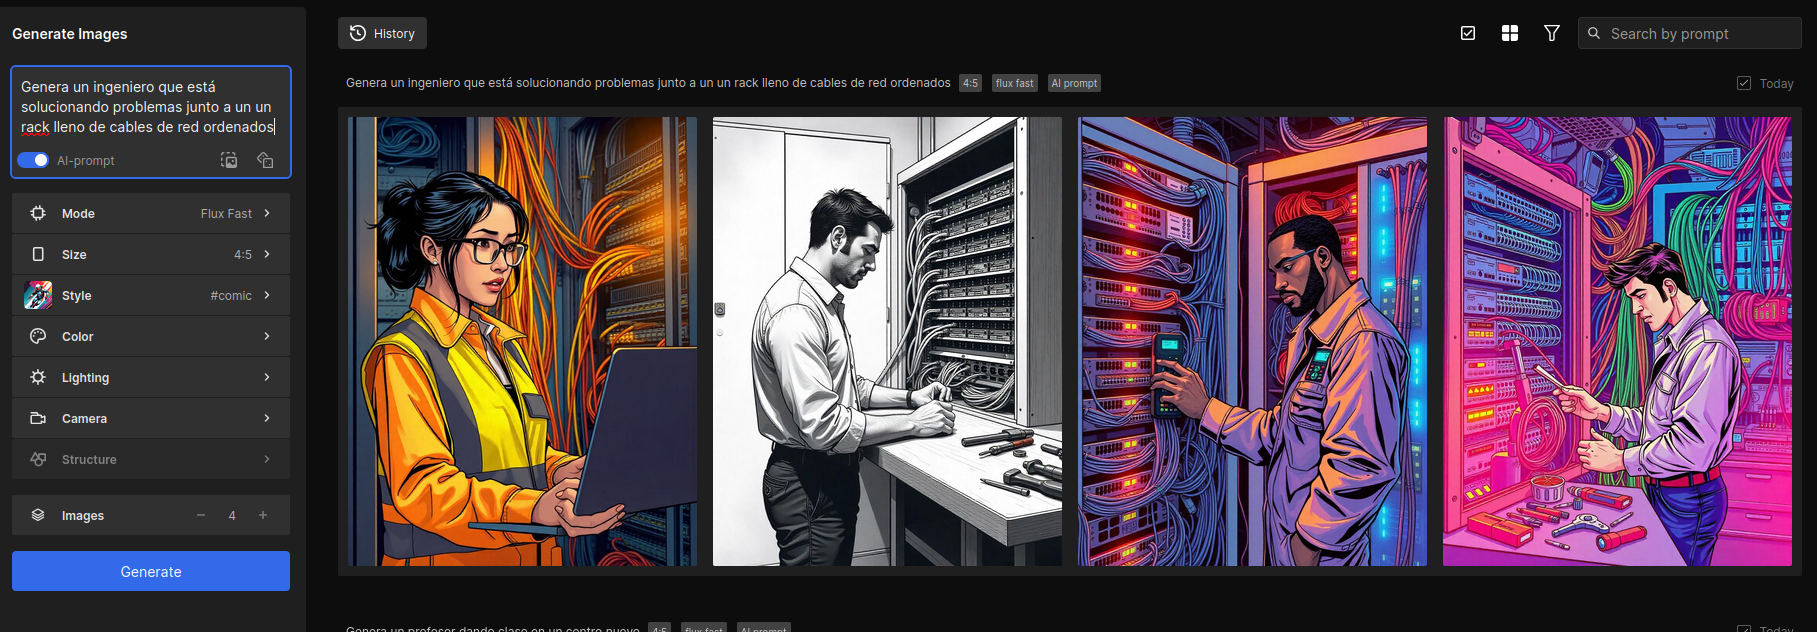 Generate Images
Genera un ingeniero que está
solucionando problemas junto a un un
rack lleno de cables de red ordenados
AI-prompt
Mode Flux Fast
Size 4:5
Style #comic
Color
Lighting
Camera
Structure
Images − 4 +
Generate
History
Search by prompt
Genera un ingeniero que está solucionando problemas junto a un un rack lleno de cables de red ordenados 4:5 flux fast AI prompt Today
Genera un profesor dando clase en un centro nuevo 4:5 flux fast AI prompt Today